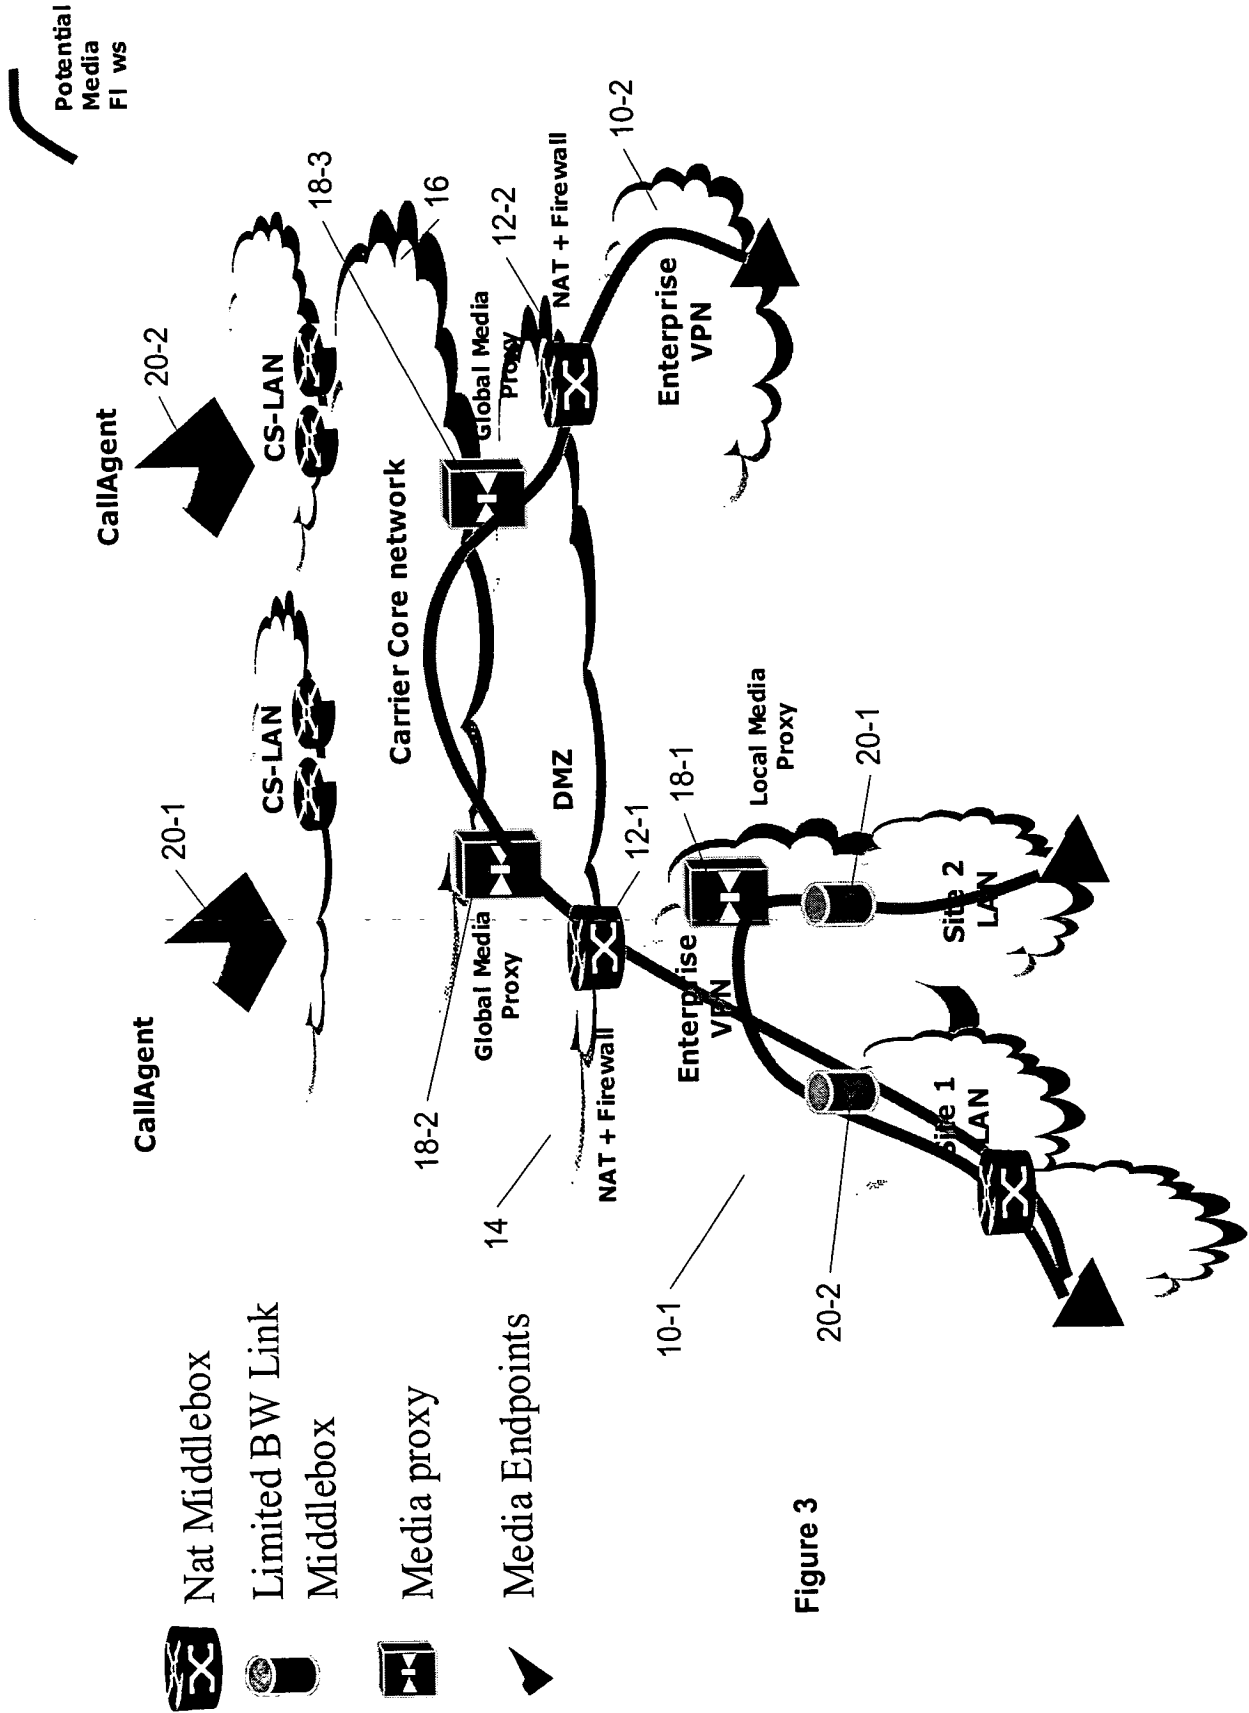 Potential
Media
Fl ws
CallAgent
20-1
CallAgent
20-2
CS-LAN
CS-LAN
18-3
Carrier Core network
16
18-2
Global Media
Proxy
Global Media
Proxy
12-2
NAT + Firewall
10-2
14
DMZ
NAT + Firewall
12-1
Enterprise
VPN
18-1
Local Media
Proxy
Enterprise
VPN
10-1
20-2
20-1
Site 1
LAN
Site 2
LAN
Nat Middlebox
Limited BW Link
Middlebox
Media proxy
Media Endpoints
Figure 3